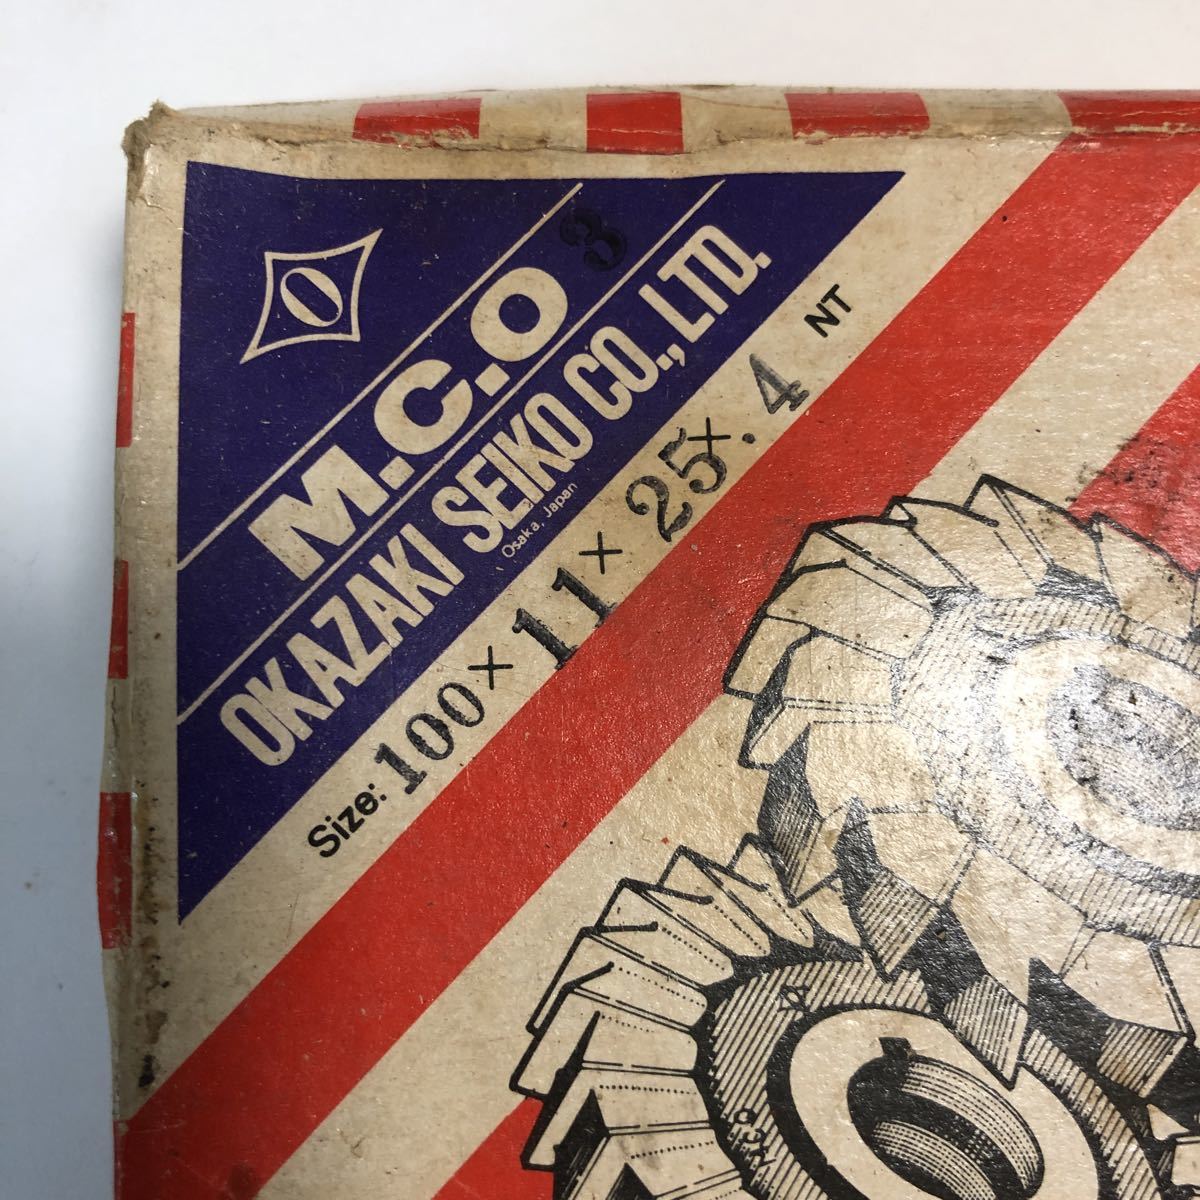 O
M.C.O 3
OKAZAKI SEIKO CO., LTD.
Osaka, Japan
Size: 100 × 11 × 25 × . 4 NT